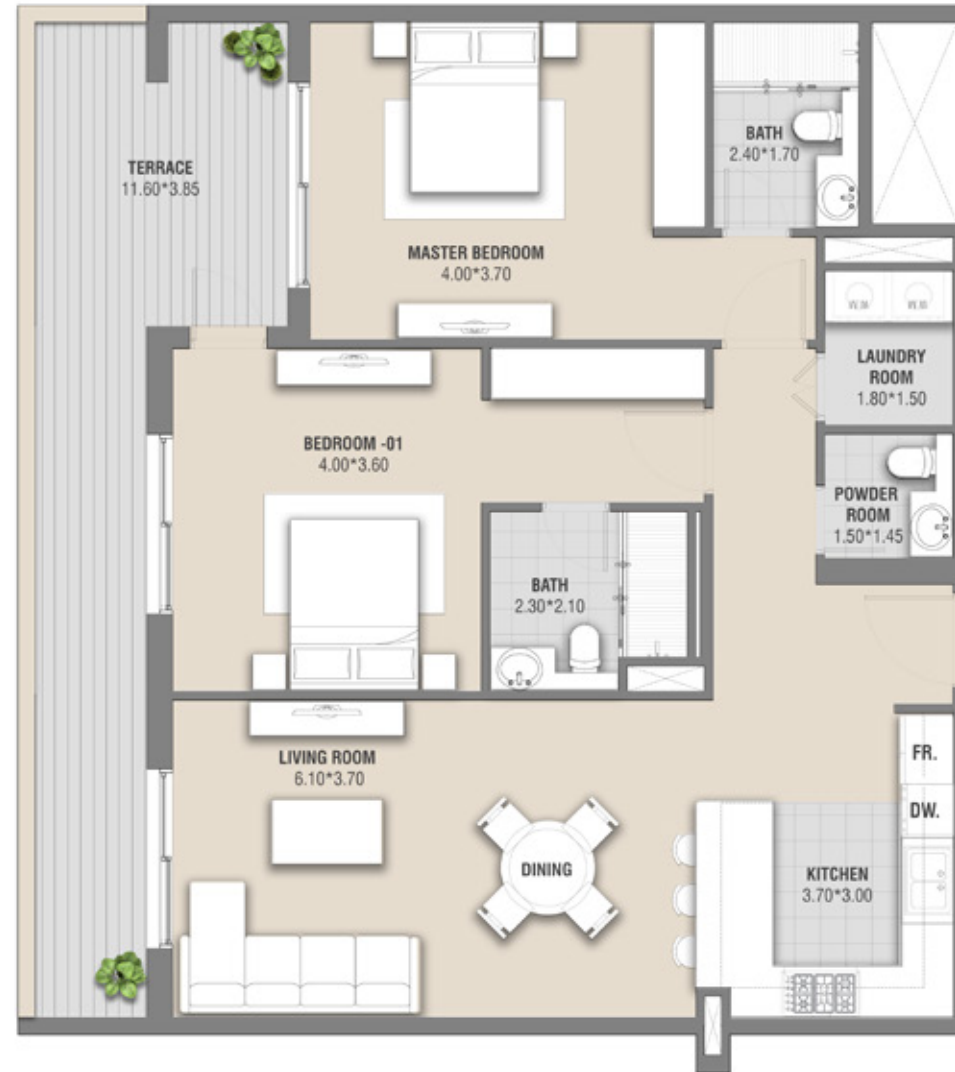 TERRACE
11.60*3.85
MASTER BEDROOM
4.00*3.70
BATH
2.40*1.70
W.M
W.M
LAUNDRY
ROOM
1.80*1.50
BEDROOM -01
4.00*3.60
POWDER
ROOM
1.50*1.45
BATH
2.30*2.10
LIVING ROOM
6.10*3.70
DINING
FR.
DW.
KITCHEN
3.70*3.00